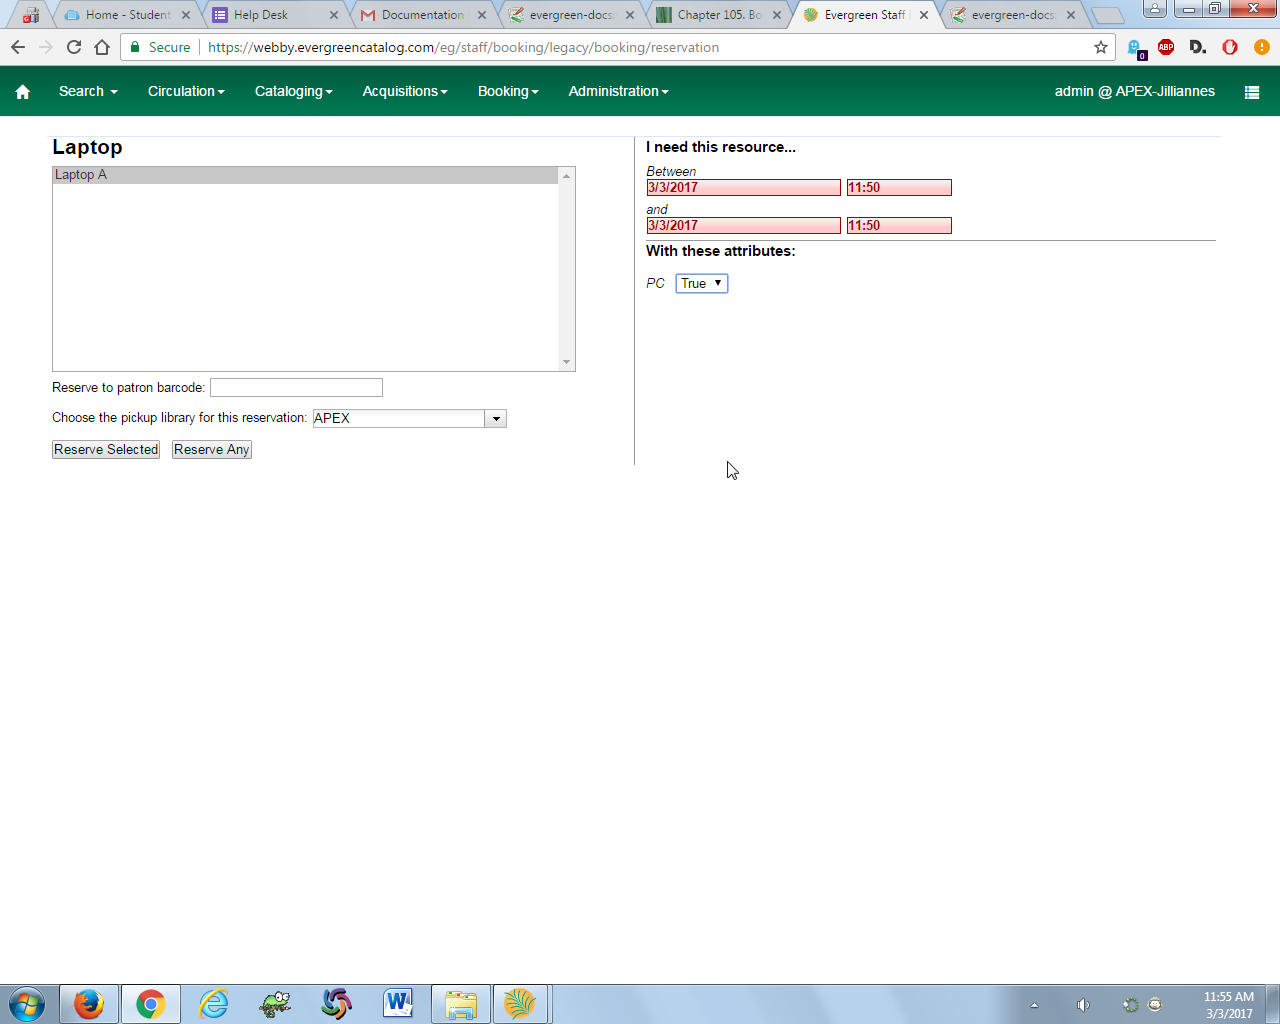 Home - Student
Help Desk
Documentation
evergreen-docs:
Chapter 105. Bo
Evergreen Staff
evergreen-docs:
Secure
https://webby.evergreencatalog.com/eg/staff/booking/legacy/booking/reservation
0
ABP
D.
Search
Circulation
Cataloging
Acquisitions
Booking
Administration
admin @ APEX-Jilliannes
Laptop
Laptop A
Reserve to patron barcode:
Choose the pickup library for this reservation: APEX
Reserve Selected
Reserve Any
I need this resource...
Between
3/3/2017 11:50
and
3/3/2017 11:50
With these attributes:
PC True
11:55 AM
3/3/2017